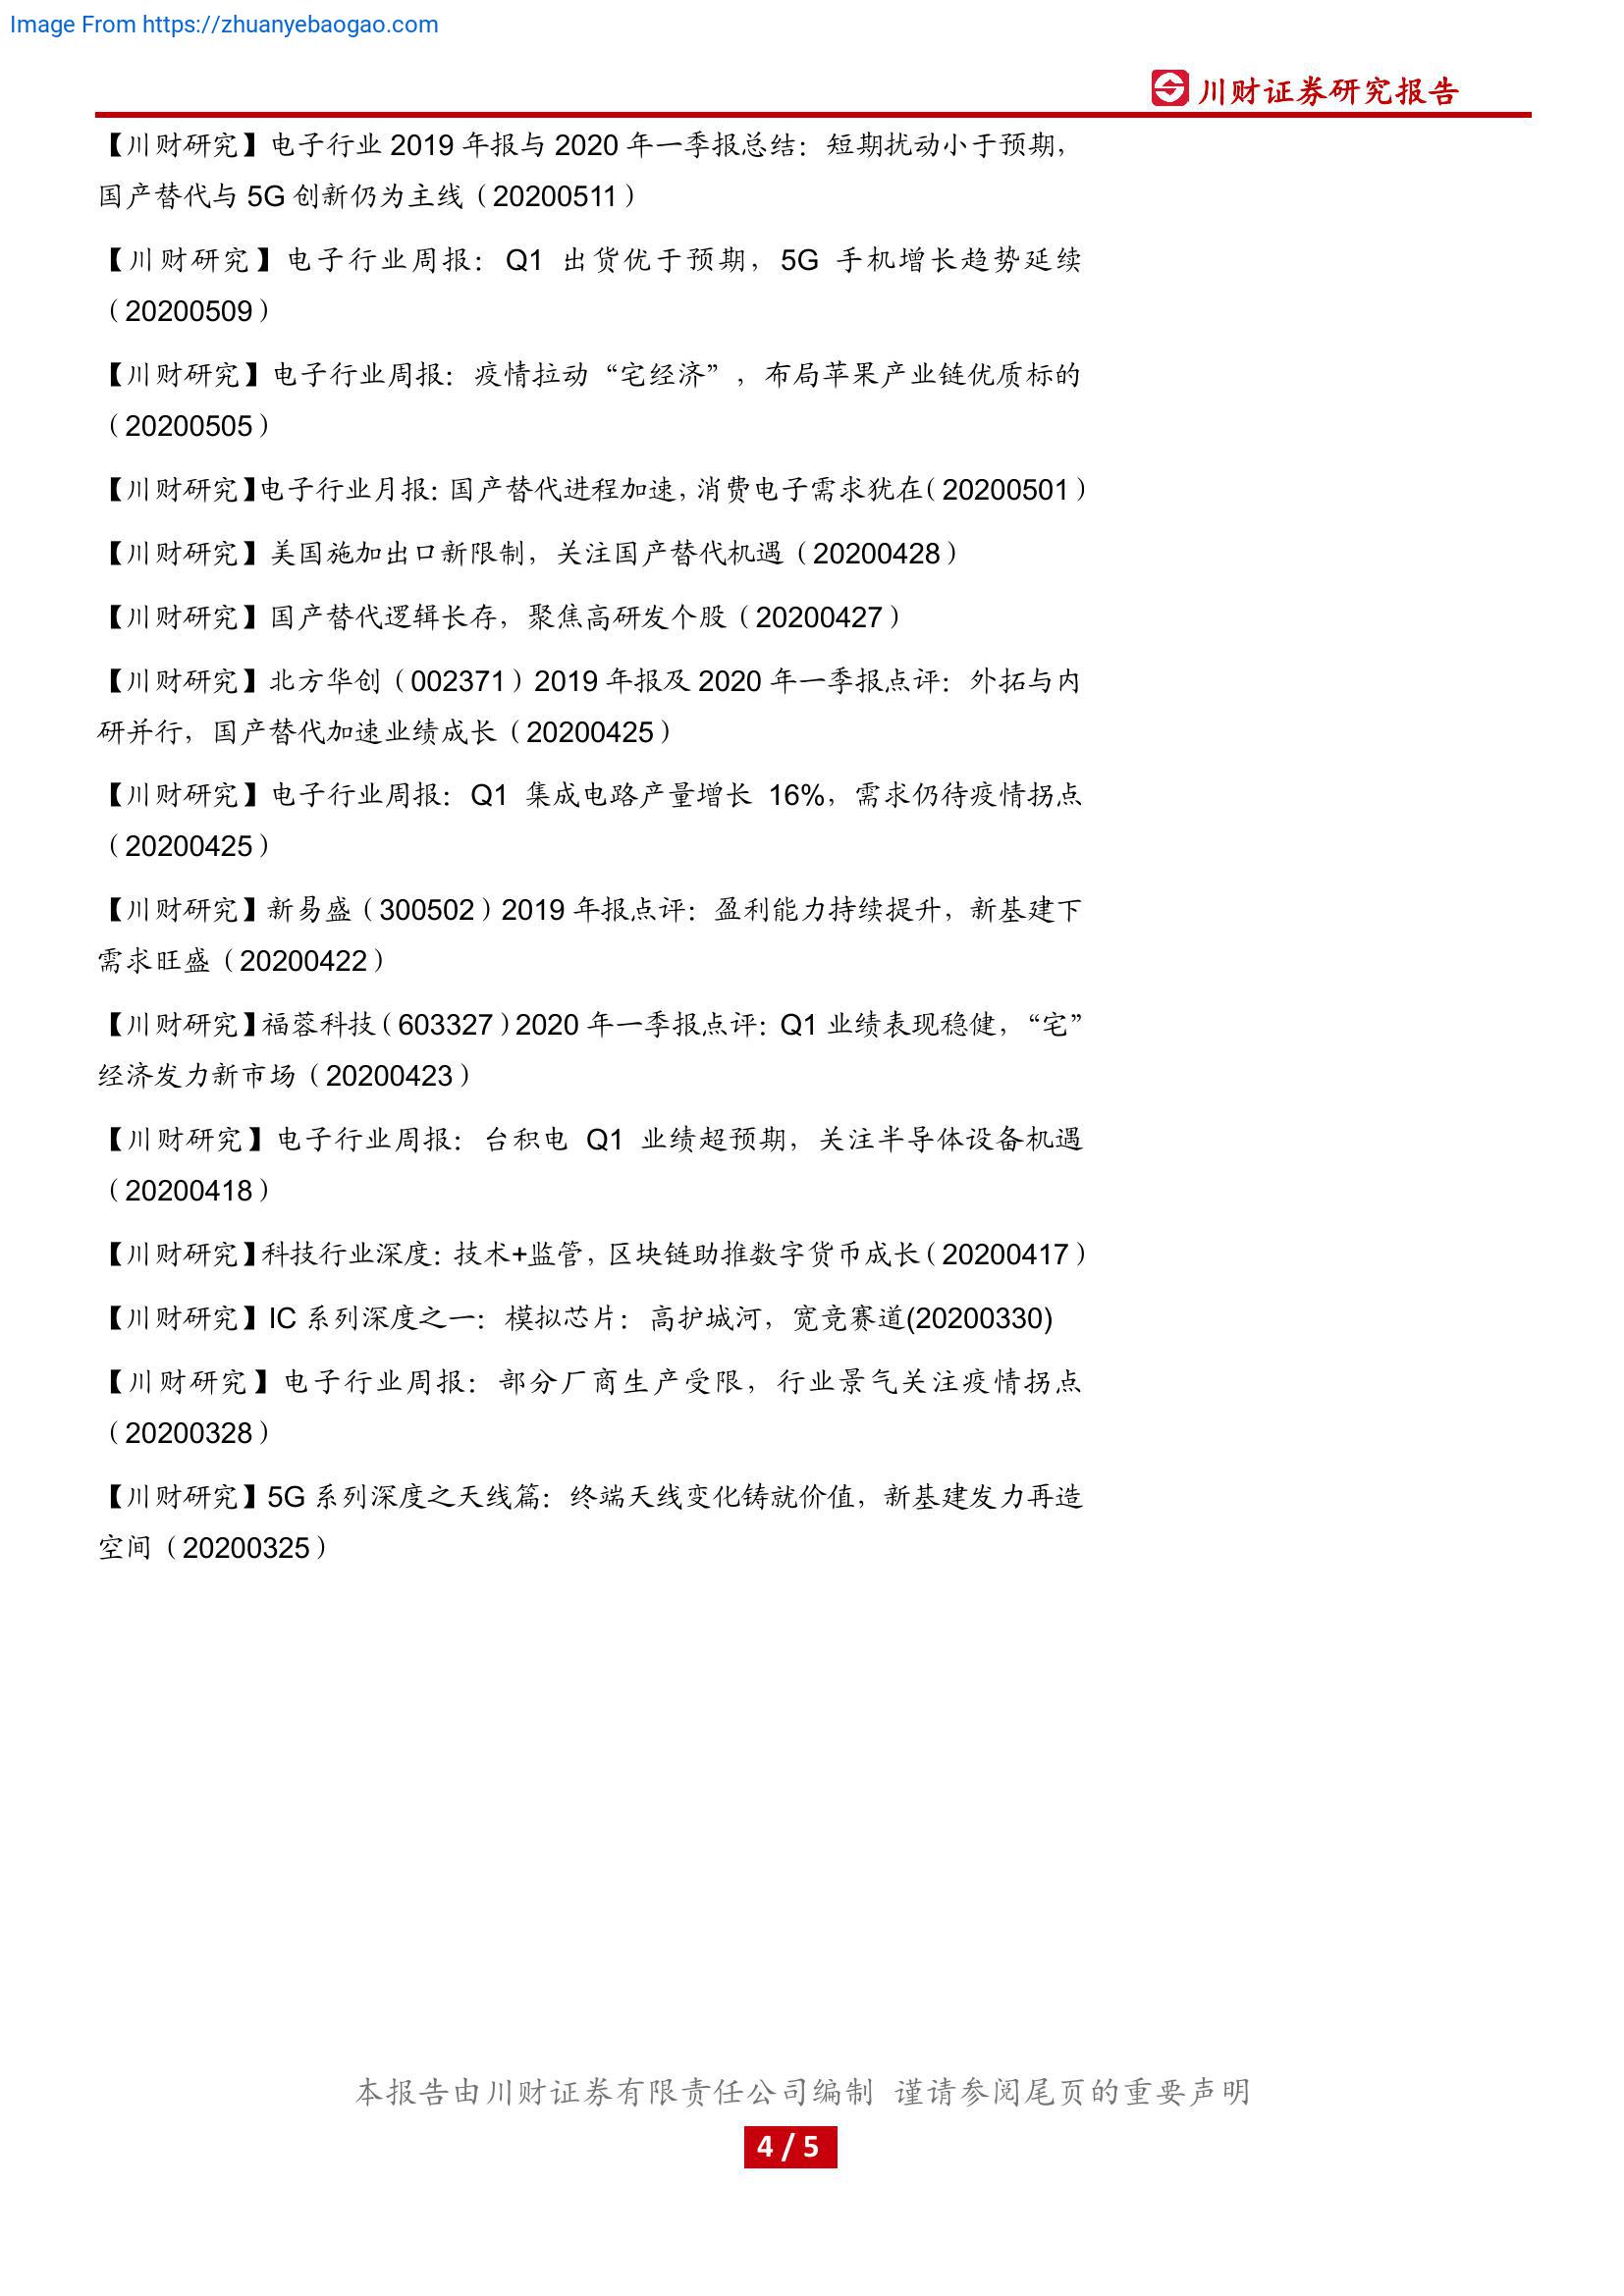 Image From https://zhuanyebaogao.com
川财证券研究报告
【川财研究】电子行业 2019 年报与 2020 年一季报总结：短期扰动小于预期，
国产替代与 5G 创新仍为主线（20200511）
【川财研究】电子行业周报：Q1 出货优于预期，5G 手机增长趋势延续
（20200509）
【川财研究】电子行业周报：疫情拉动“宅经济”，布局苹果产业链优质标的
（20200505）
【川财研究】电子行业月报：国产替代进程加速，消费电子需求犹在（20200501）
【川财研究】美国施加出口新限制，关注国产替代机遇（20200428）
【川财研究】国产替代逻辑长存，聚焦高研发个股（20200427）
【川财研究】北方华创（002371）2019 年报及 2020 年一季报点评：外拓与内
研并行，国产替代加速业绩成长（20200425）
【川财研究】电子行业周报：Q1 集成电路产量增长 16%，需求仍待疫情拐点
（20200425）
【川财研究】新易盛（300502）2019 年报点评：盈利能力持续提升，新基建下
需求旺盛（20200422）
【川财研究】福蓉科技（603327）2020 年一季报点评：Q1 业绩表现稳健，“宅”
经济发力新市场（20200423）
【川财研究】电子行业周报：台积电 Q1 业绩超预期，关注半导体设备机遇
（20200418）
【川财研究】科技行业深度：技术+监管，区块链助推数字货币成长（20200417）
【川财研究】IC 系列深度之一：模拟芯片：高护城河，宽竞赛道(20200330)
【川财研究】电子行业周报：部分厂商生产受限，行业景气关注疫情拐点
（20200328）
【川财研究】5G 系列深度之天线篇：终端天线变化铸就价值，新基建发力再造
空间（20200325）
本报告由川财证券有限责任公司编制 谨请参阅尾页的重要声明
4 / 5